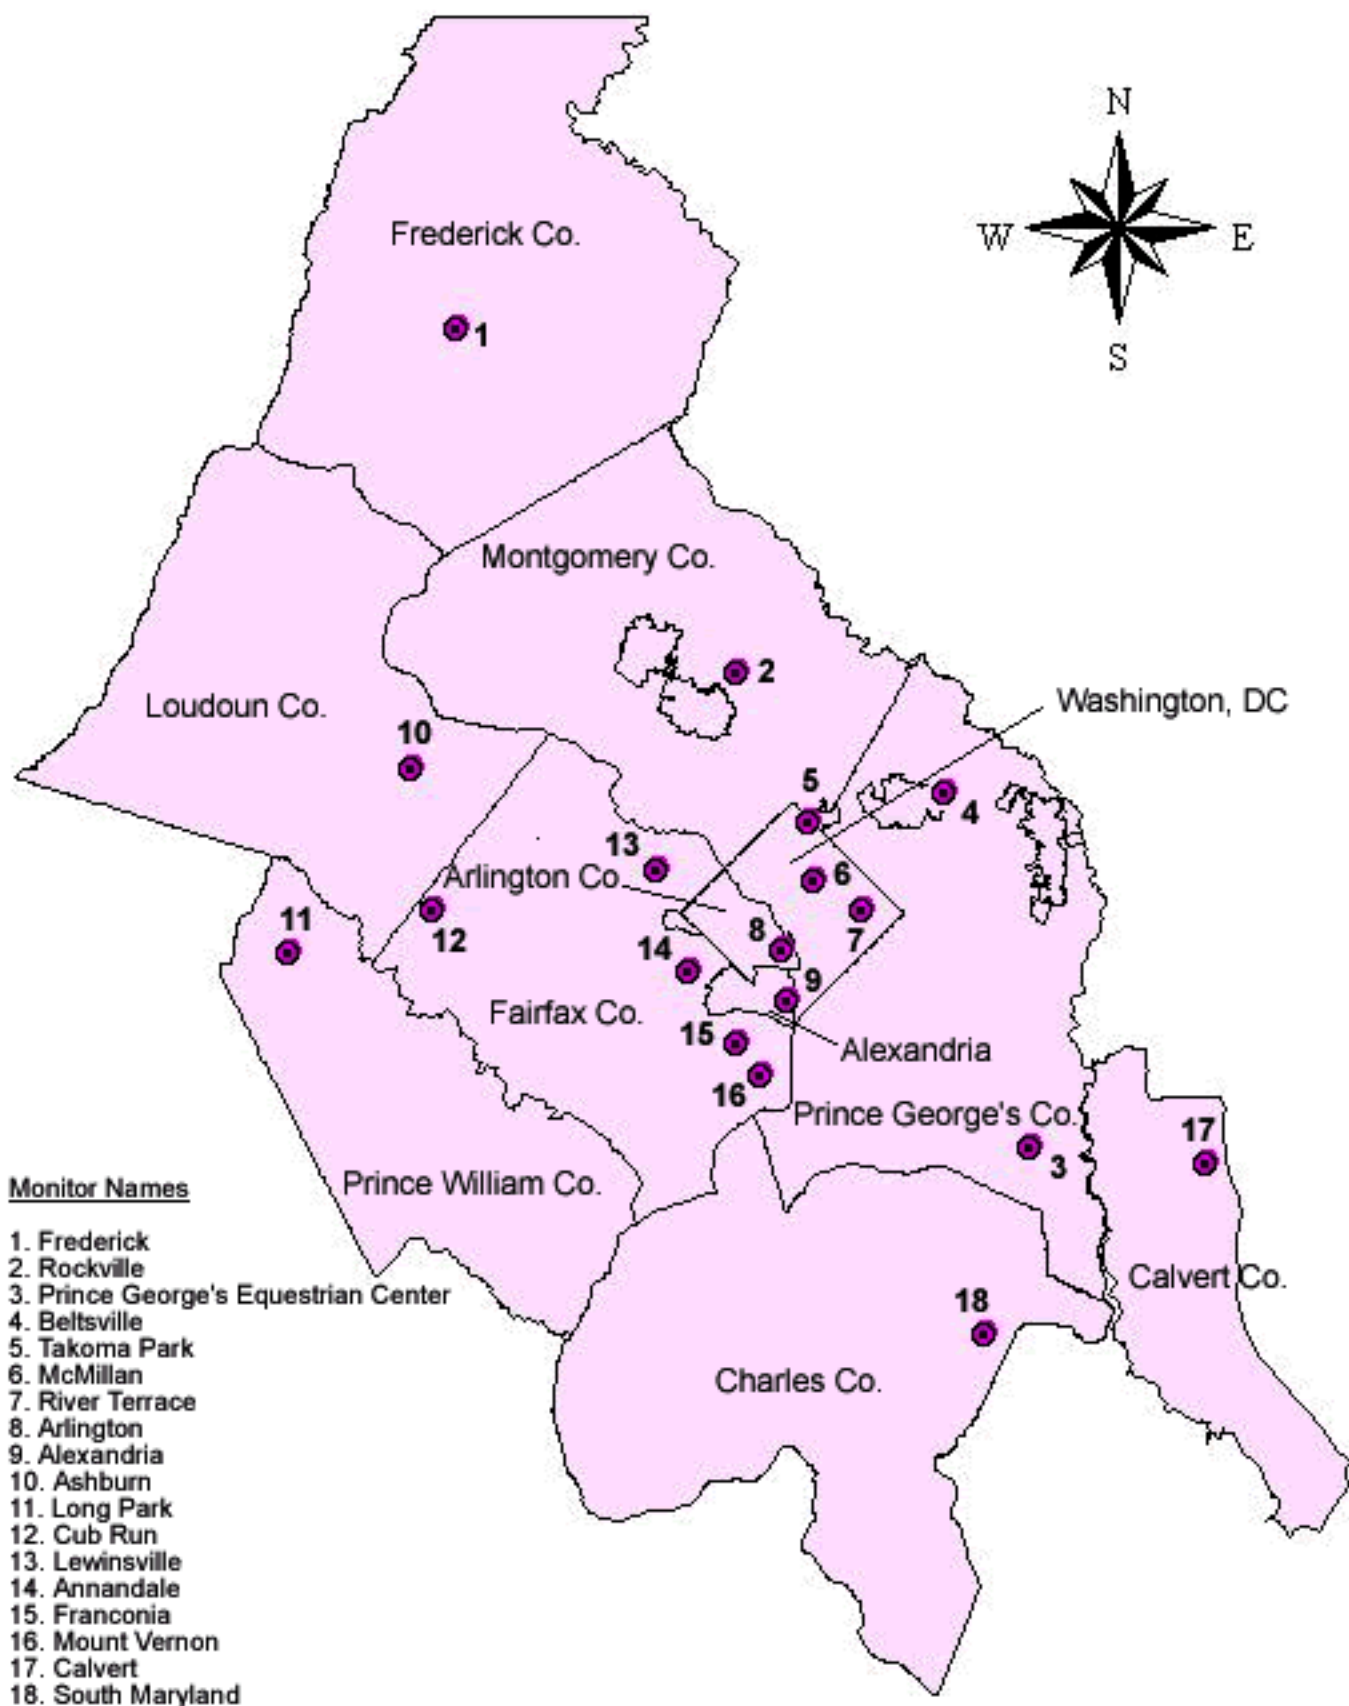 N
W
E
S
Frederick Co.
1
Montgomery Co.
2
Washington, DC
Loudoun Co.
10
5
4
13
Arlington Co.
6
11
12
7
8
14
9
Fairfax Co.
15
Alexandria
16
Prince George's Co.
17
3
Prince William Co.
Calvert Co.
18
Charles Co.
Monitor Names
1. Frederick
2. Rockville
3. Prince George's Equestrian Center
4. Beltsville
5. Takoma Park
6. McMillan
7. River Terrace
8. Arlington
9. Alexandria
10. Ashburn
11. Long Park
12. Cub Run
13. Lewinsville
14. Annandale
15. Franconia
16. Mount Vernon
17. Calvert
18. South Maryland